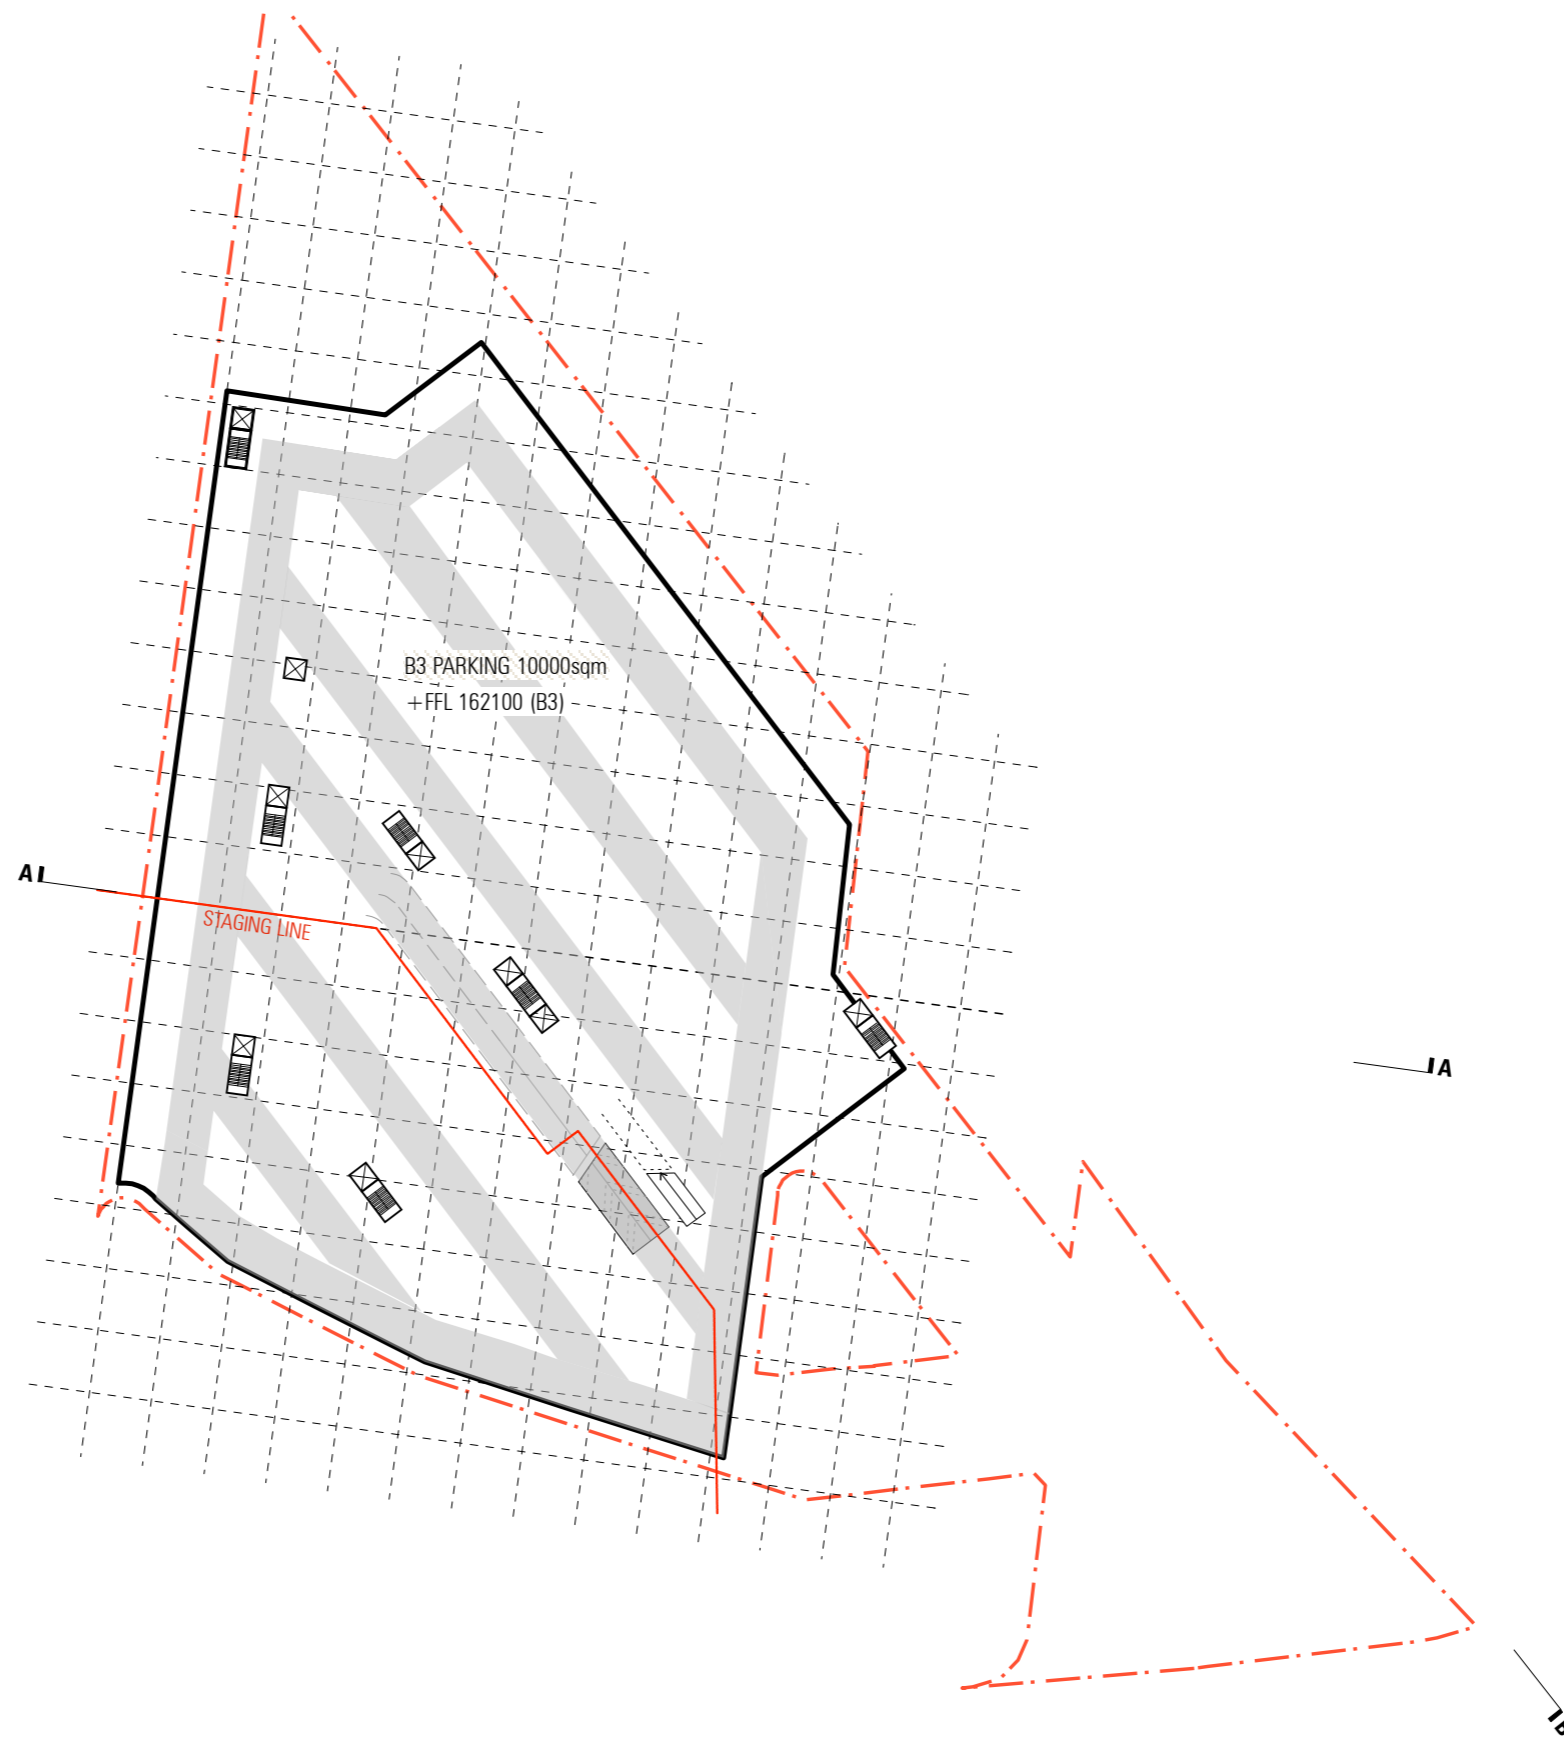 B3 PARKING 10000sqm
+FFL 162100 (B3)
A
STAGING LINE
A
B